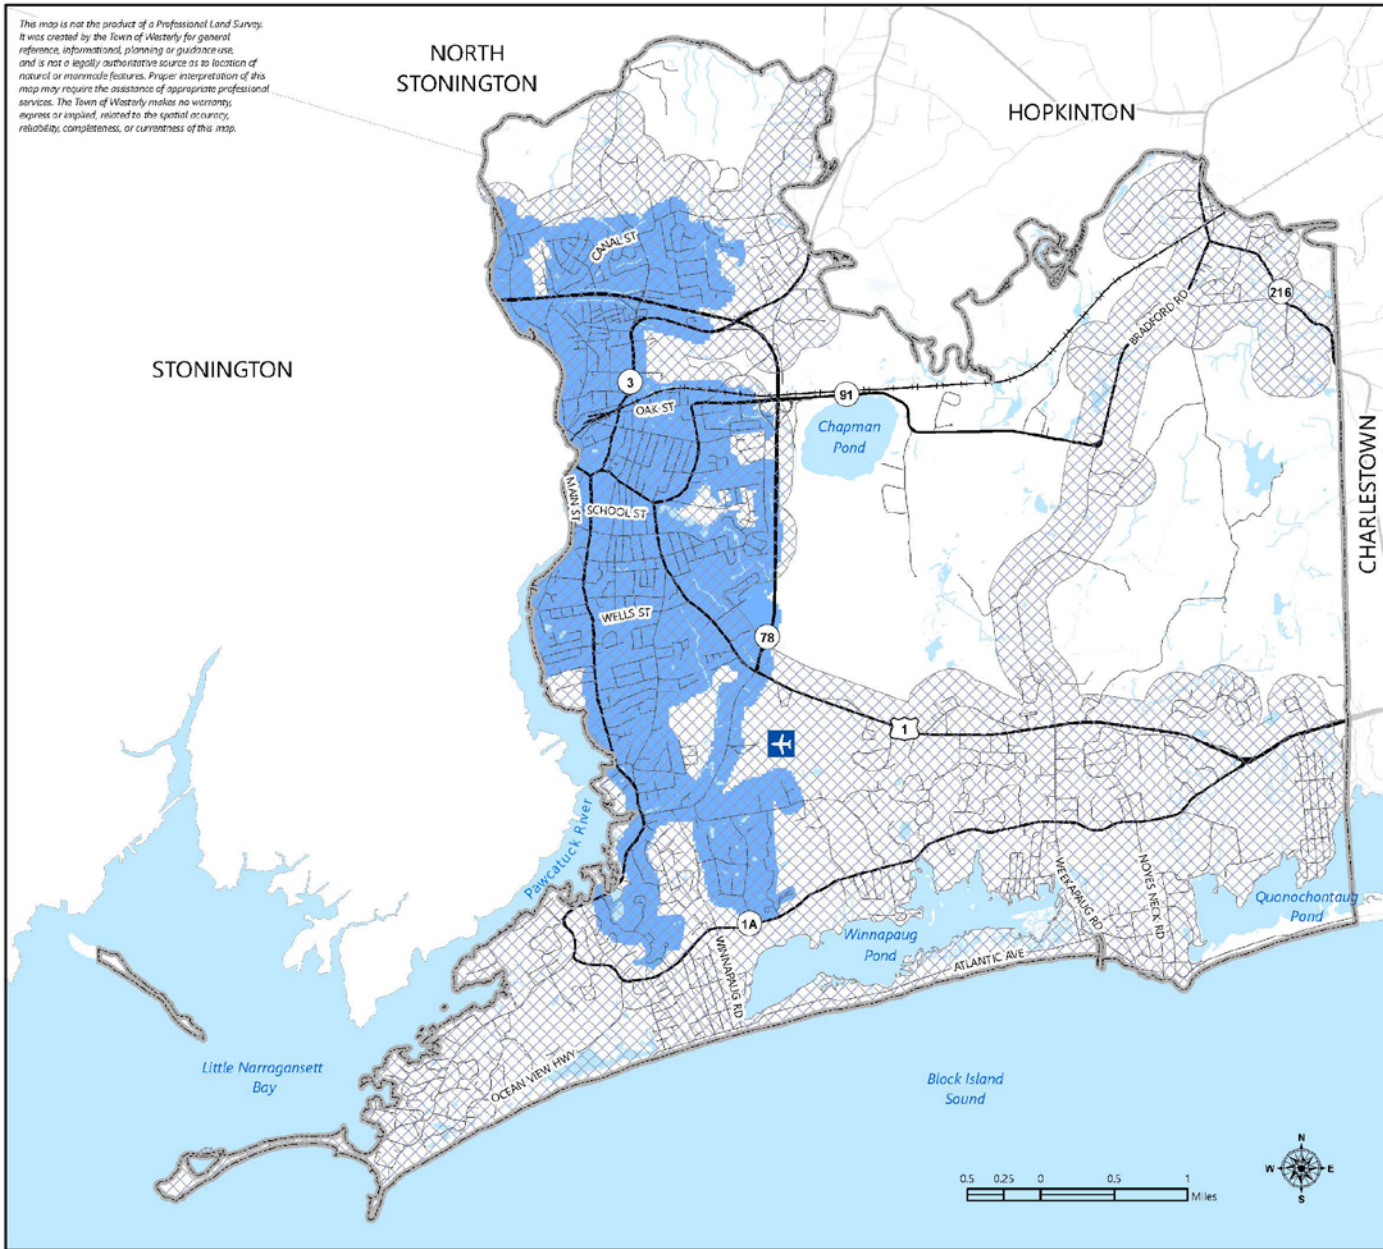 This map is not the product of a Professional Land Survey.
It was created by the Town of Westerly for general
reference, informational, planning or guidance use,
and is not a legally authoritative source as to location of
natural or manmade features. Proper interpretation of this
map may require the assistance of appropriate professional
services. The Town of Westerly makes no warranty,
express or implied, related to the spatial accuracy,
reliability, completeness, or currentness of this map.
NORTH
STONINGTON
HOPKINTON
CANAL ST
216
BRADFORD RD
STONINGTON
3
91
OAK ST
Chapman
Pond
CHARLESTOWN
MAIN ST
SCHOOL ST
WELLS ST
78
1
Pawcatuck River
WEEKAPAUG RD
NOYES NECK RD
Quonochontaug
Pond
1A
Winnapaug
Pond
WINNAPAUG RD
ATLANTIC AVE
Little Narragansett
Bay
OCEAN VIEW HWY
Block Island
Sound
N
W
E
S
0.5 0.25 0 0.5 1
Miles